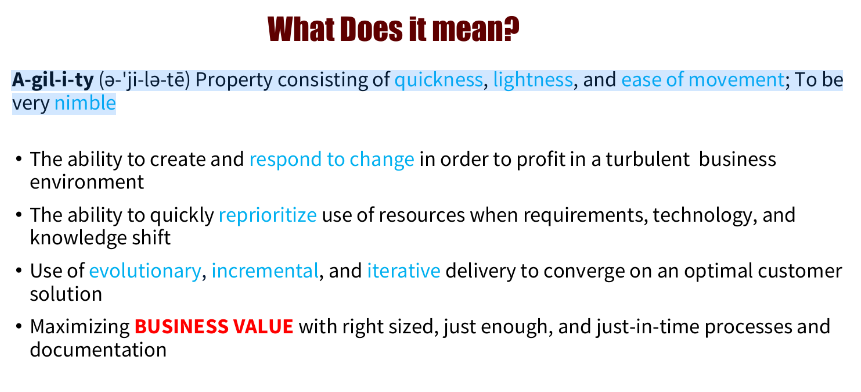 What Does it mean?
A-gil-i-ty (ə-'ji-lə-tē) Property consisting of quickness, lightness, and ease of movement; To be
very nimble
• The ability to create and respond to change in order to profit in a turbulent  business
environment
• The ability to quickly reprioritize use of resources when requirements, technology, and
knowledge shift
• Use of evolutionary, incremental, and iterative delivery to converge on an optimal customer
solution
• Maximizing BUSINESS VALUE with right sized, just enough, and just-in-time processes and
documentation